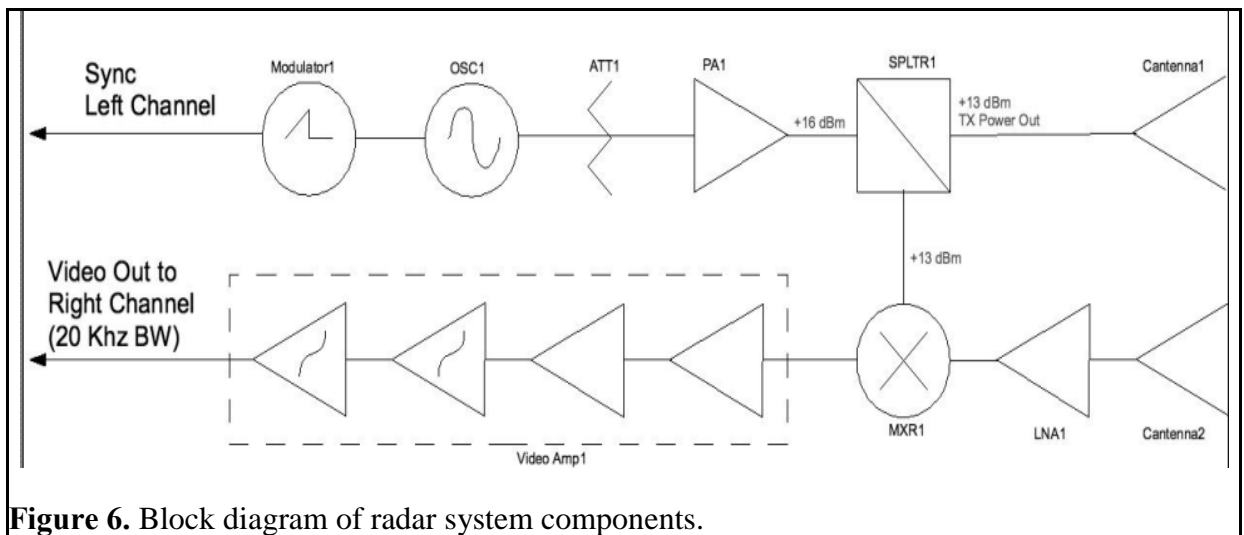 Sync
Left Channel
Modulator1
OSC1
ATT1
PA1
+16 dBm
SPLTR1
+13 dBm
TX Power Out
Cantenna1
+13 dBm
Video Out to
Right Channel
(20 Khz BW)
Video Amp1
MXR1
LNA1
Cantenna2
Figure 6. Block diagram of radar system components.